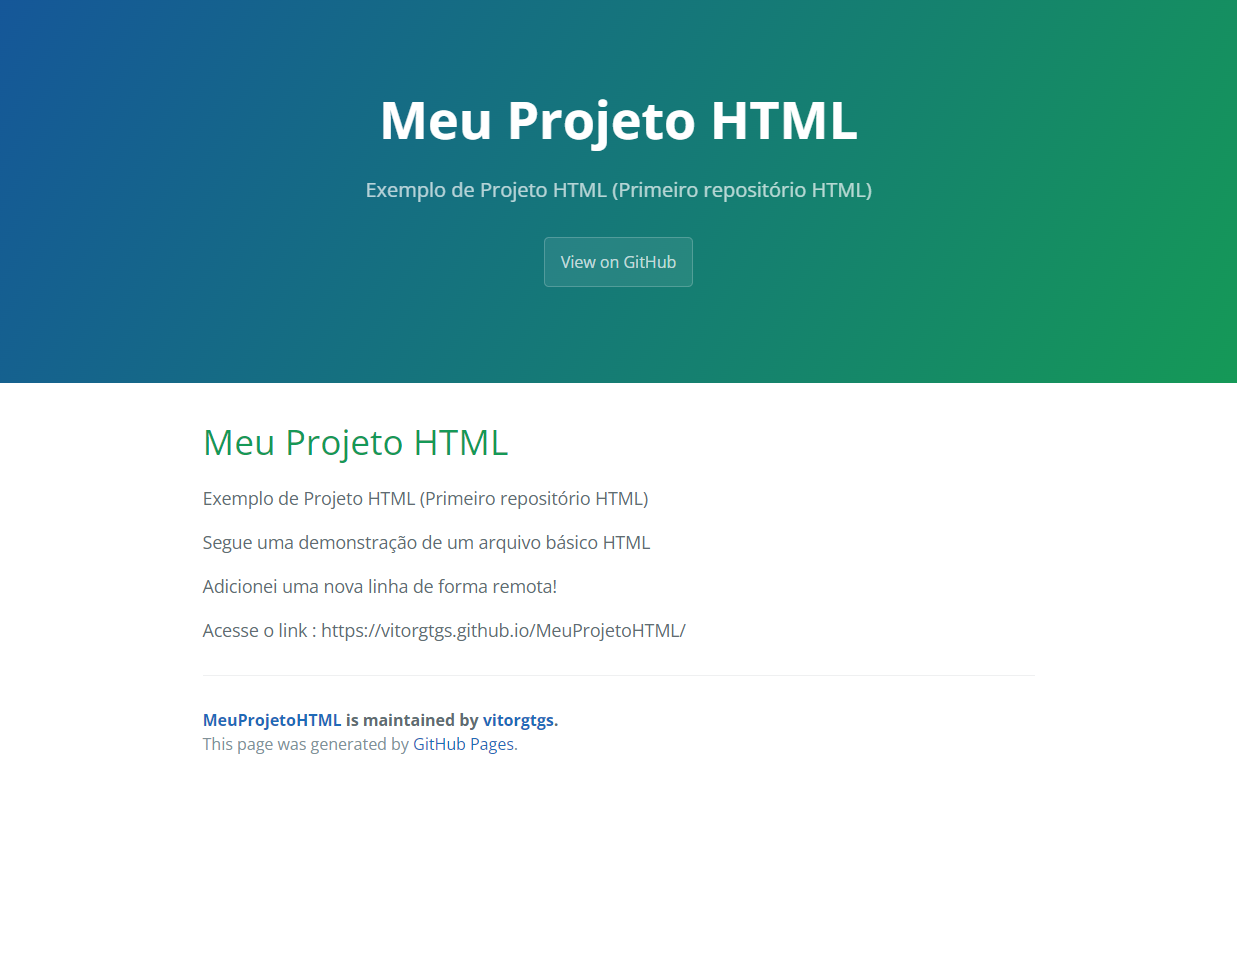 Meu Projeto HTML
Exemplo de Projeto HTML (Primeiro repositório HTML)
View on GitHub
Meu Projeto HTML
Exemplo de Projeto HTML (Primeiro repositório HTML)
Segue uma demonstração de um arquivo básico HTML
Adicionei uma nova linha de forma remota!
Acesse o link : https://vitorgtgs.github.io/MeuProjetoHTML/
MeuProjetoHTML is maintained by vitorgtgs.
This page was generated by GitHub Pages.